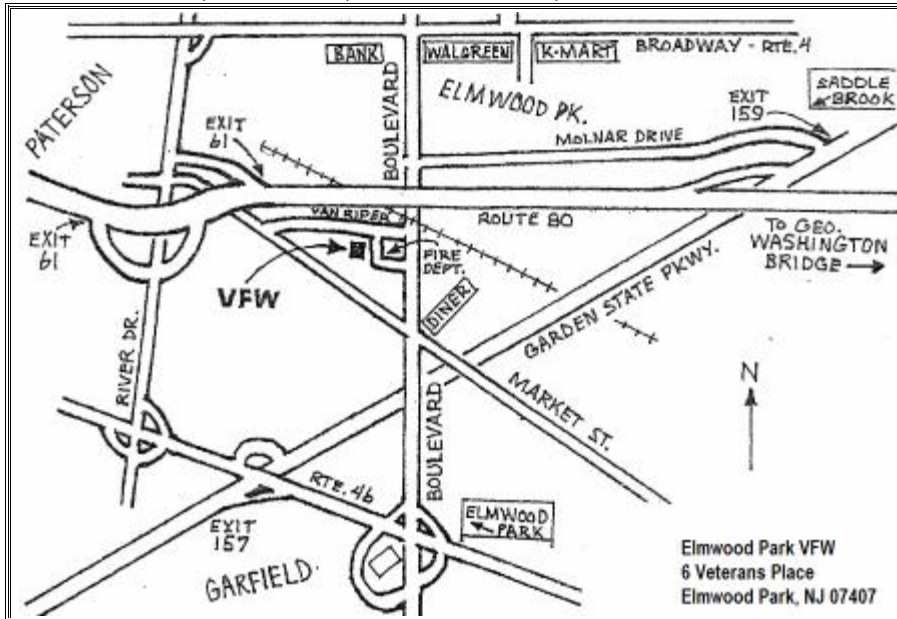 BANK
WALGREEN
K-MART
BROADWAY - RTE. 4
PATERSON
BOULEVARD
ELMWOOD PK.
SADDLE
BROOK
EXIT
159
EXIT
61
MOLNAR DRIVE
VAN RIPER
ROUTE 80
EXIT
61
FIRE
DEPT.
TO GEO.
WASHINGTON
BRIDGE
VFW
DINER
GARDEN STATE PKWY.
RIVER DR.
MARKET ST.
N
BOULEVARD
RTE. 46
ELMWOOD
PARK
EXIT
157
GARFIELD
Elmwood Park VFW
6 Veterans Place
Elmwood Park, NJ 07407